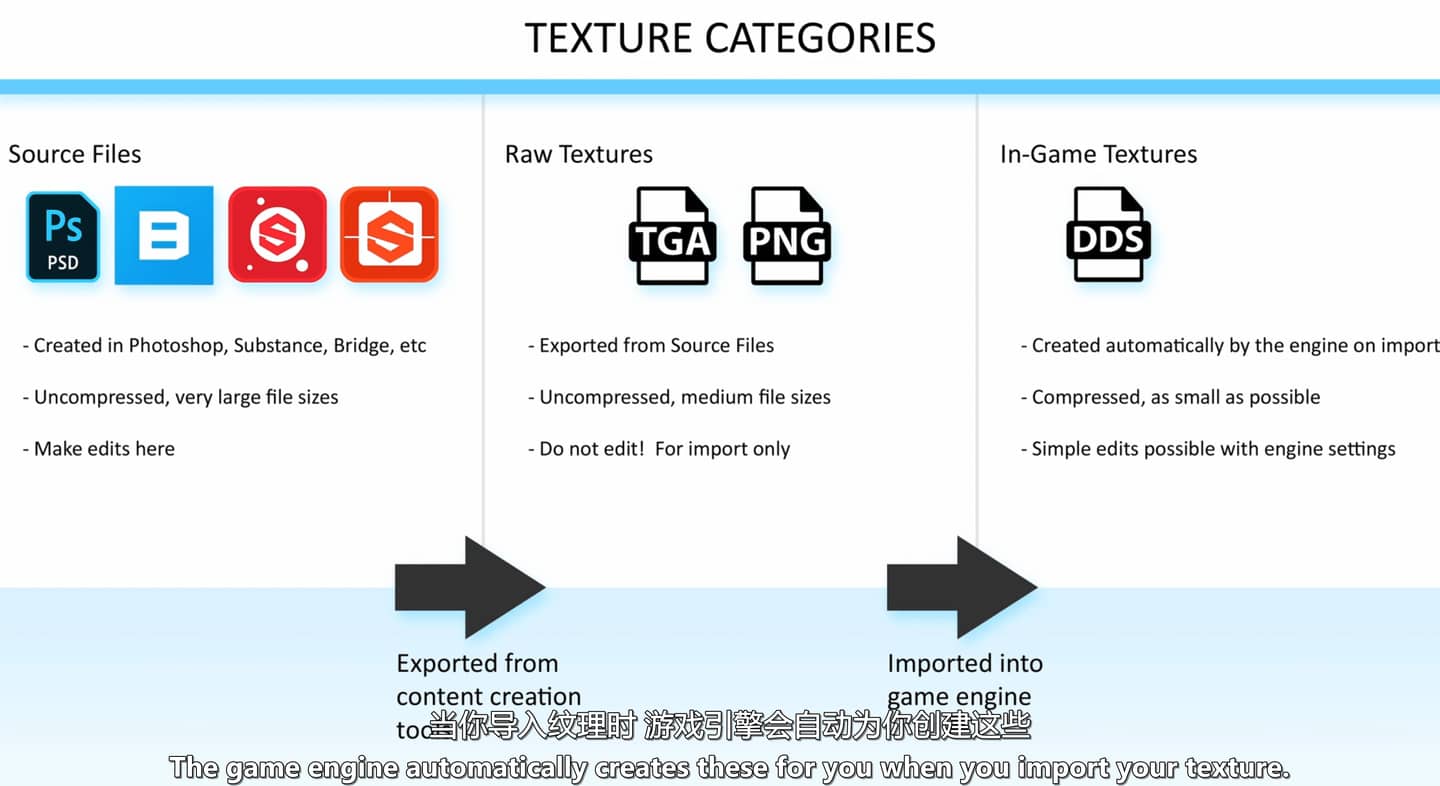 TEXTURE CATEGORIES
Source Files
Ps
PSD
- Created in Photoshop, Substance, Bridge, etc
- Uncompressed, very large file sizes
- Make edits here
Raw Textures
TGA
PNG
- Exported from Source Files
- Uncompressed, medium file sizes
- Do not edit! For import only
In-Game Textures
DDS
- Created automatically by the engine on import
- Compressed, as small as possible
- Simple edits possible with engine settings
Exported from
content creation
Imported into
game engine
当你导入纹理时 游戏引擎会自动为你创建这些
The game engine automatically creates these for you when you import your texture.